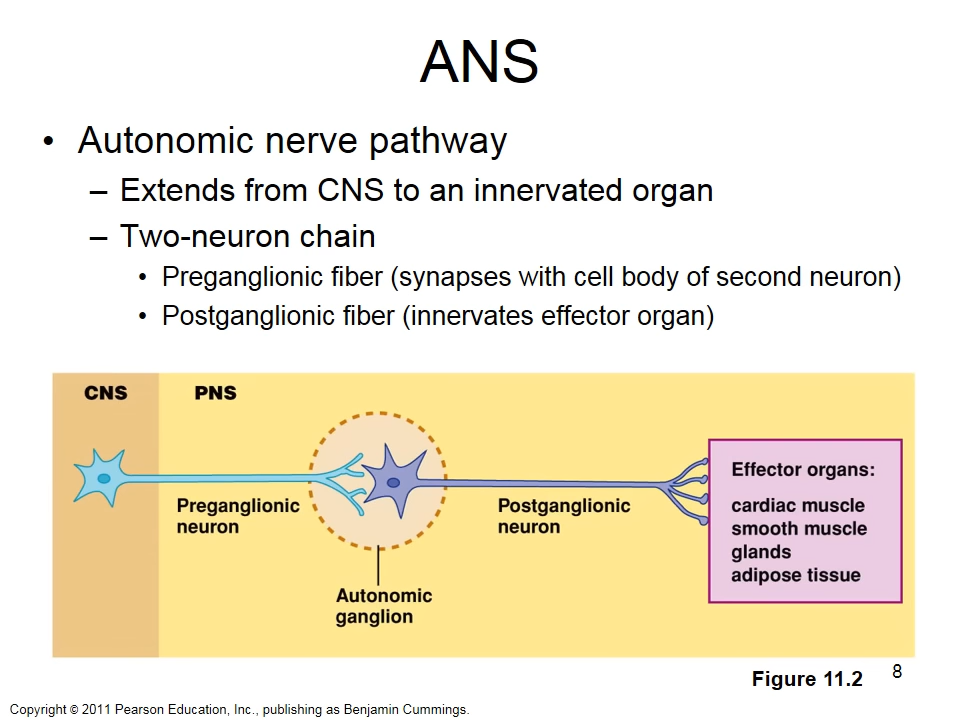 ANS
• Autonomic nerve pathway
– Extends from CNS to an innervated organ
– Two-neuron chain
• Preganglionic fiber (synapses with cell body of second neuron)
• Postganglionic fiber (innervates effector organ)
CNS
PNS
Preganglionic
neuron
Autonomic
ganglion
Postganglionic
neuron
Effector organs:
cardiac muscle
smooth muscle
glands
adipose tissue
Figure 11.2
8
Copyright © 2011 Pearson Education, Inc., publishing as Benjamin Cummings.